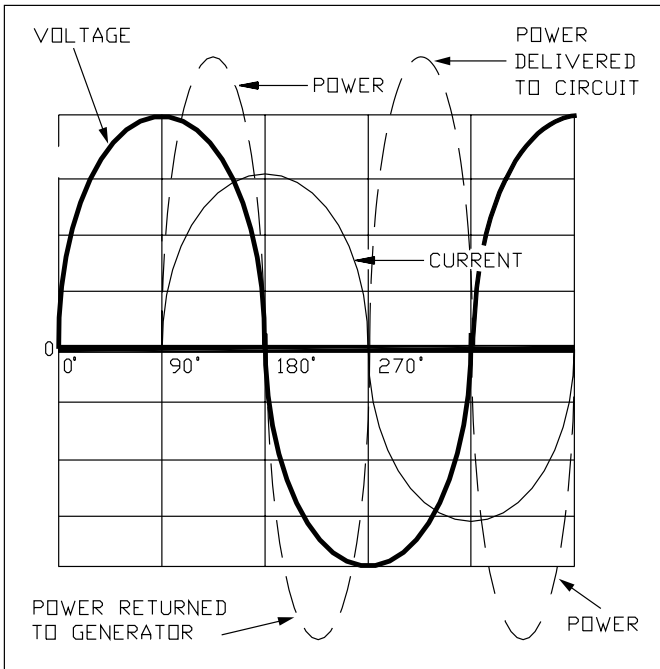 VOLTAGE
POWER
DELIVERED
TO CIRCUIT
POWER
CURRENT
0
0°
90°
180°
270°
POWER RETURNED
TO GENERATOR
POWER